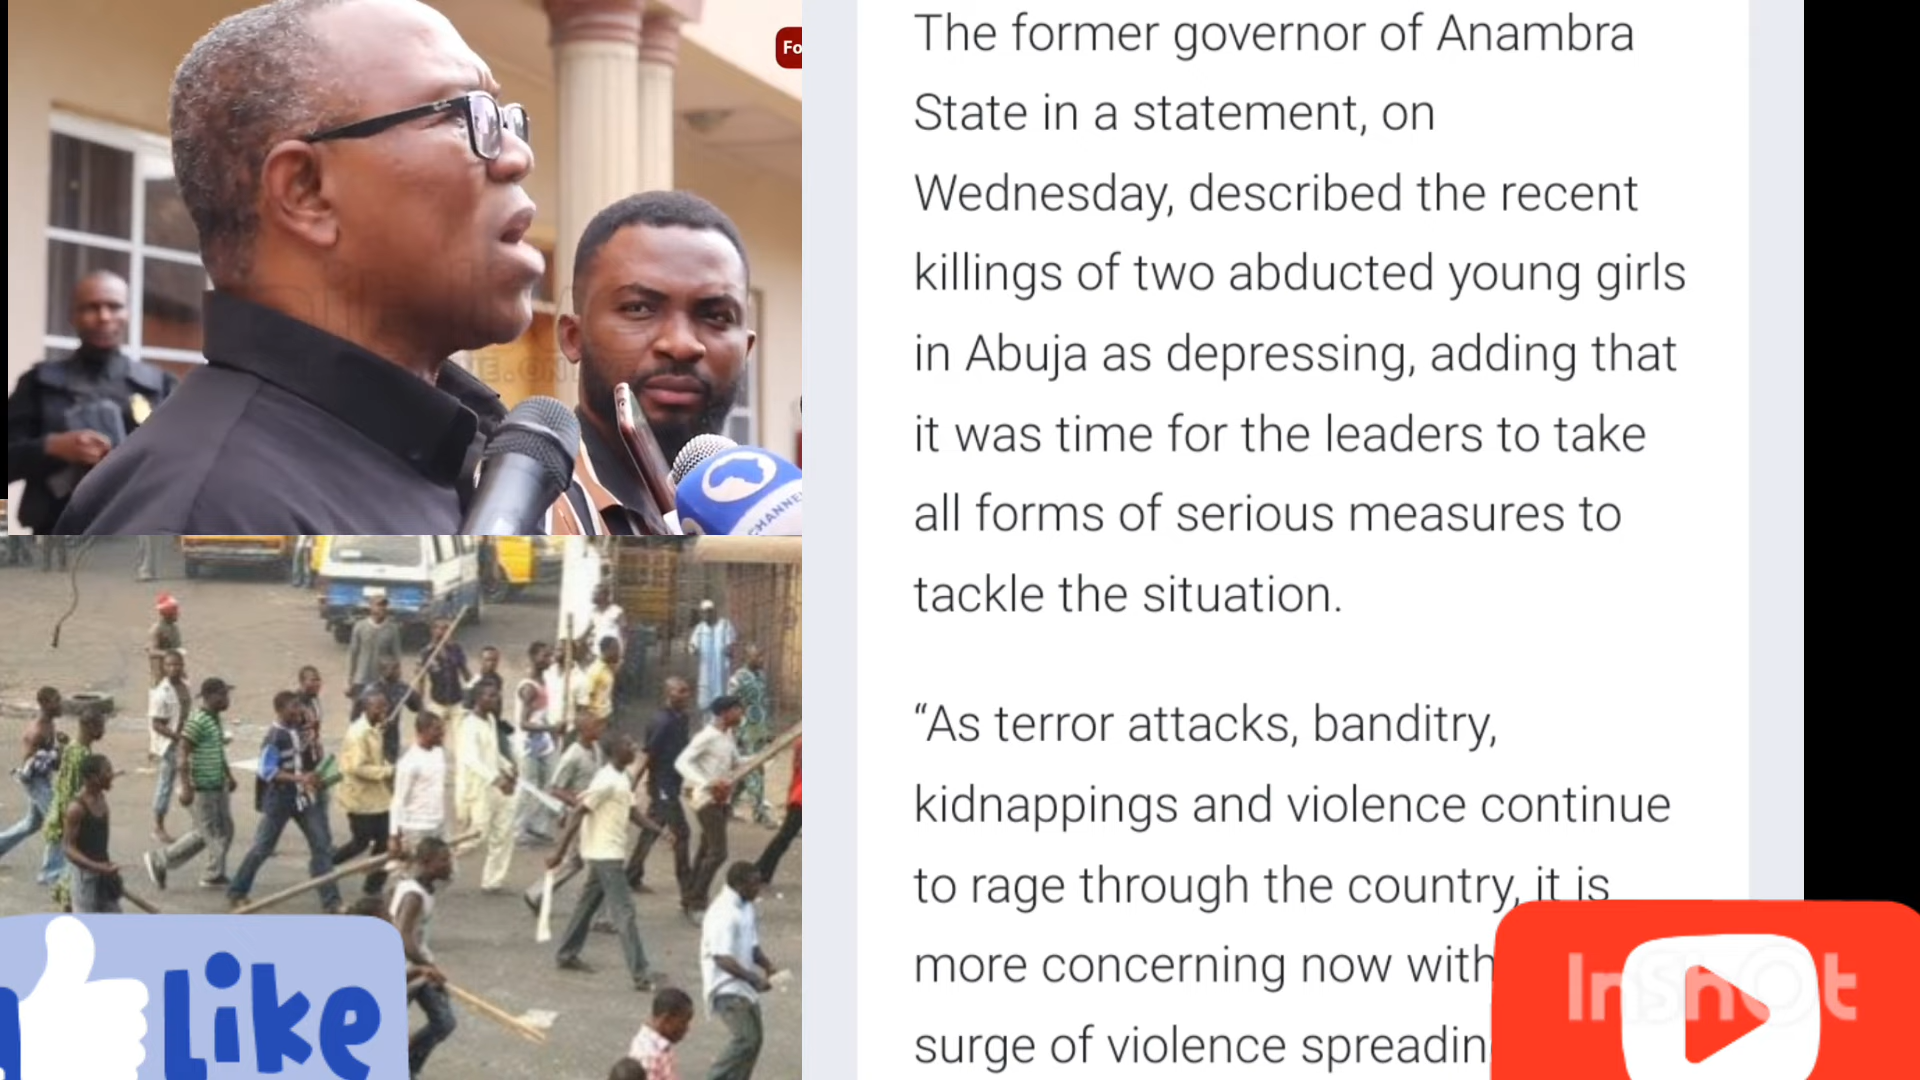 Fo
CHANNE
The former governor of Anambra
State in a statement, on
Wednesday, described the recent
killings of two abducted young girls
in Abuja as depressing, adding that
it was time for the leaders to take
all forms of serious measures to
tackle the situation.
“As terror attacks, banditry,
kidnappings and violence continue
to rage through the country, it is
more concerning now with
surge of violence spreadin
Like
InShOt